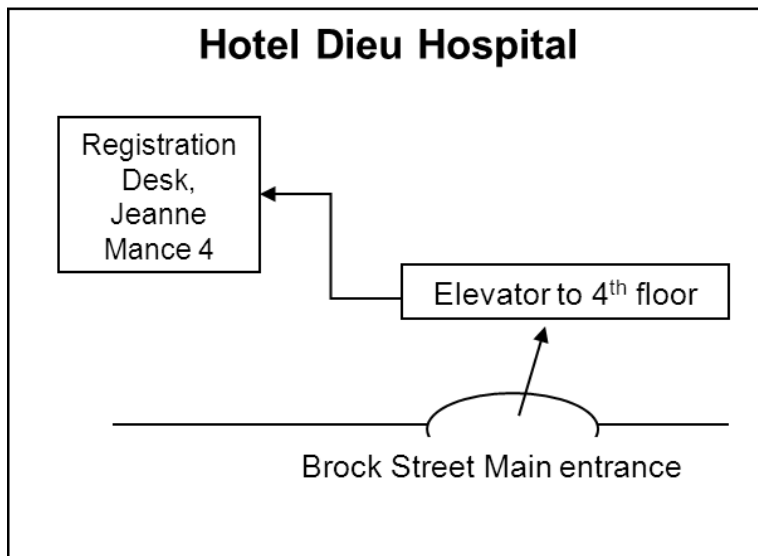 Hotel Dieu Hospital
Registration
Desk,
Jeanne
Mance 4
Elevator to 4th floor
Brock Street Main entrance